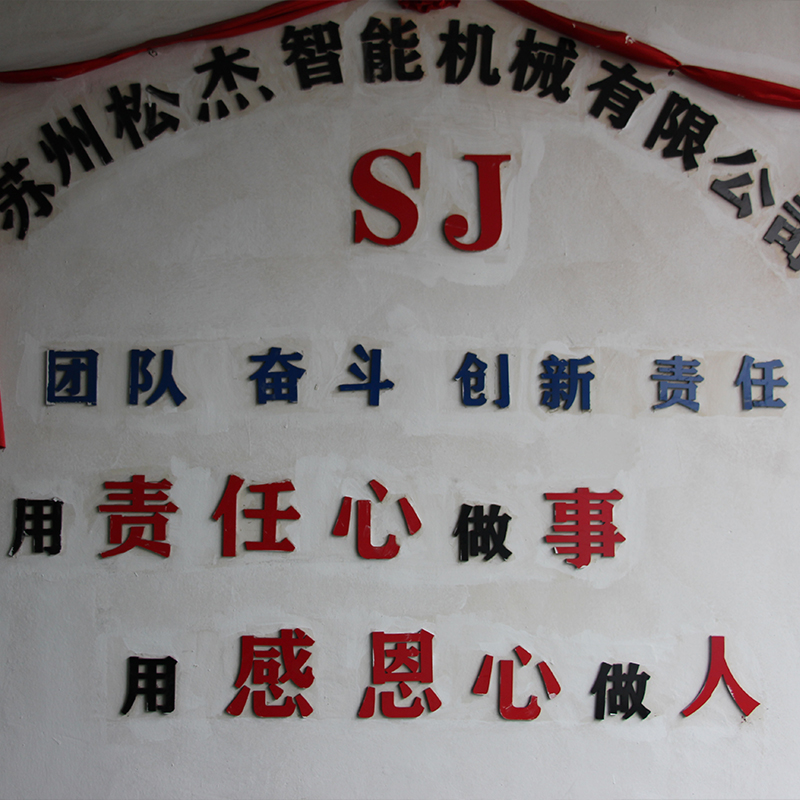 苏州松杰智能机械有限公司
SJ
团队 奋斗 创新 责任
用责任心做事
用感恩心做人